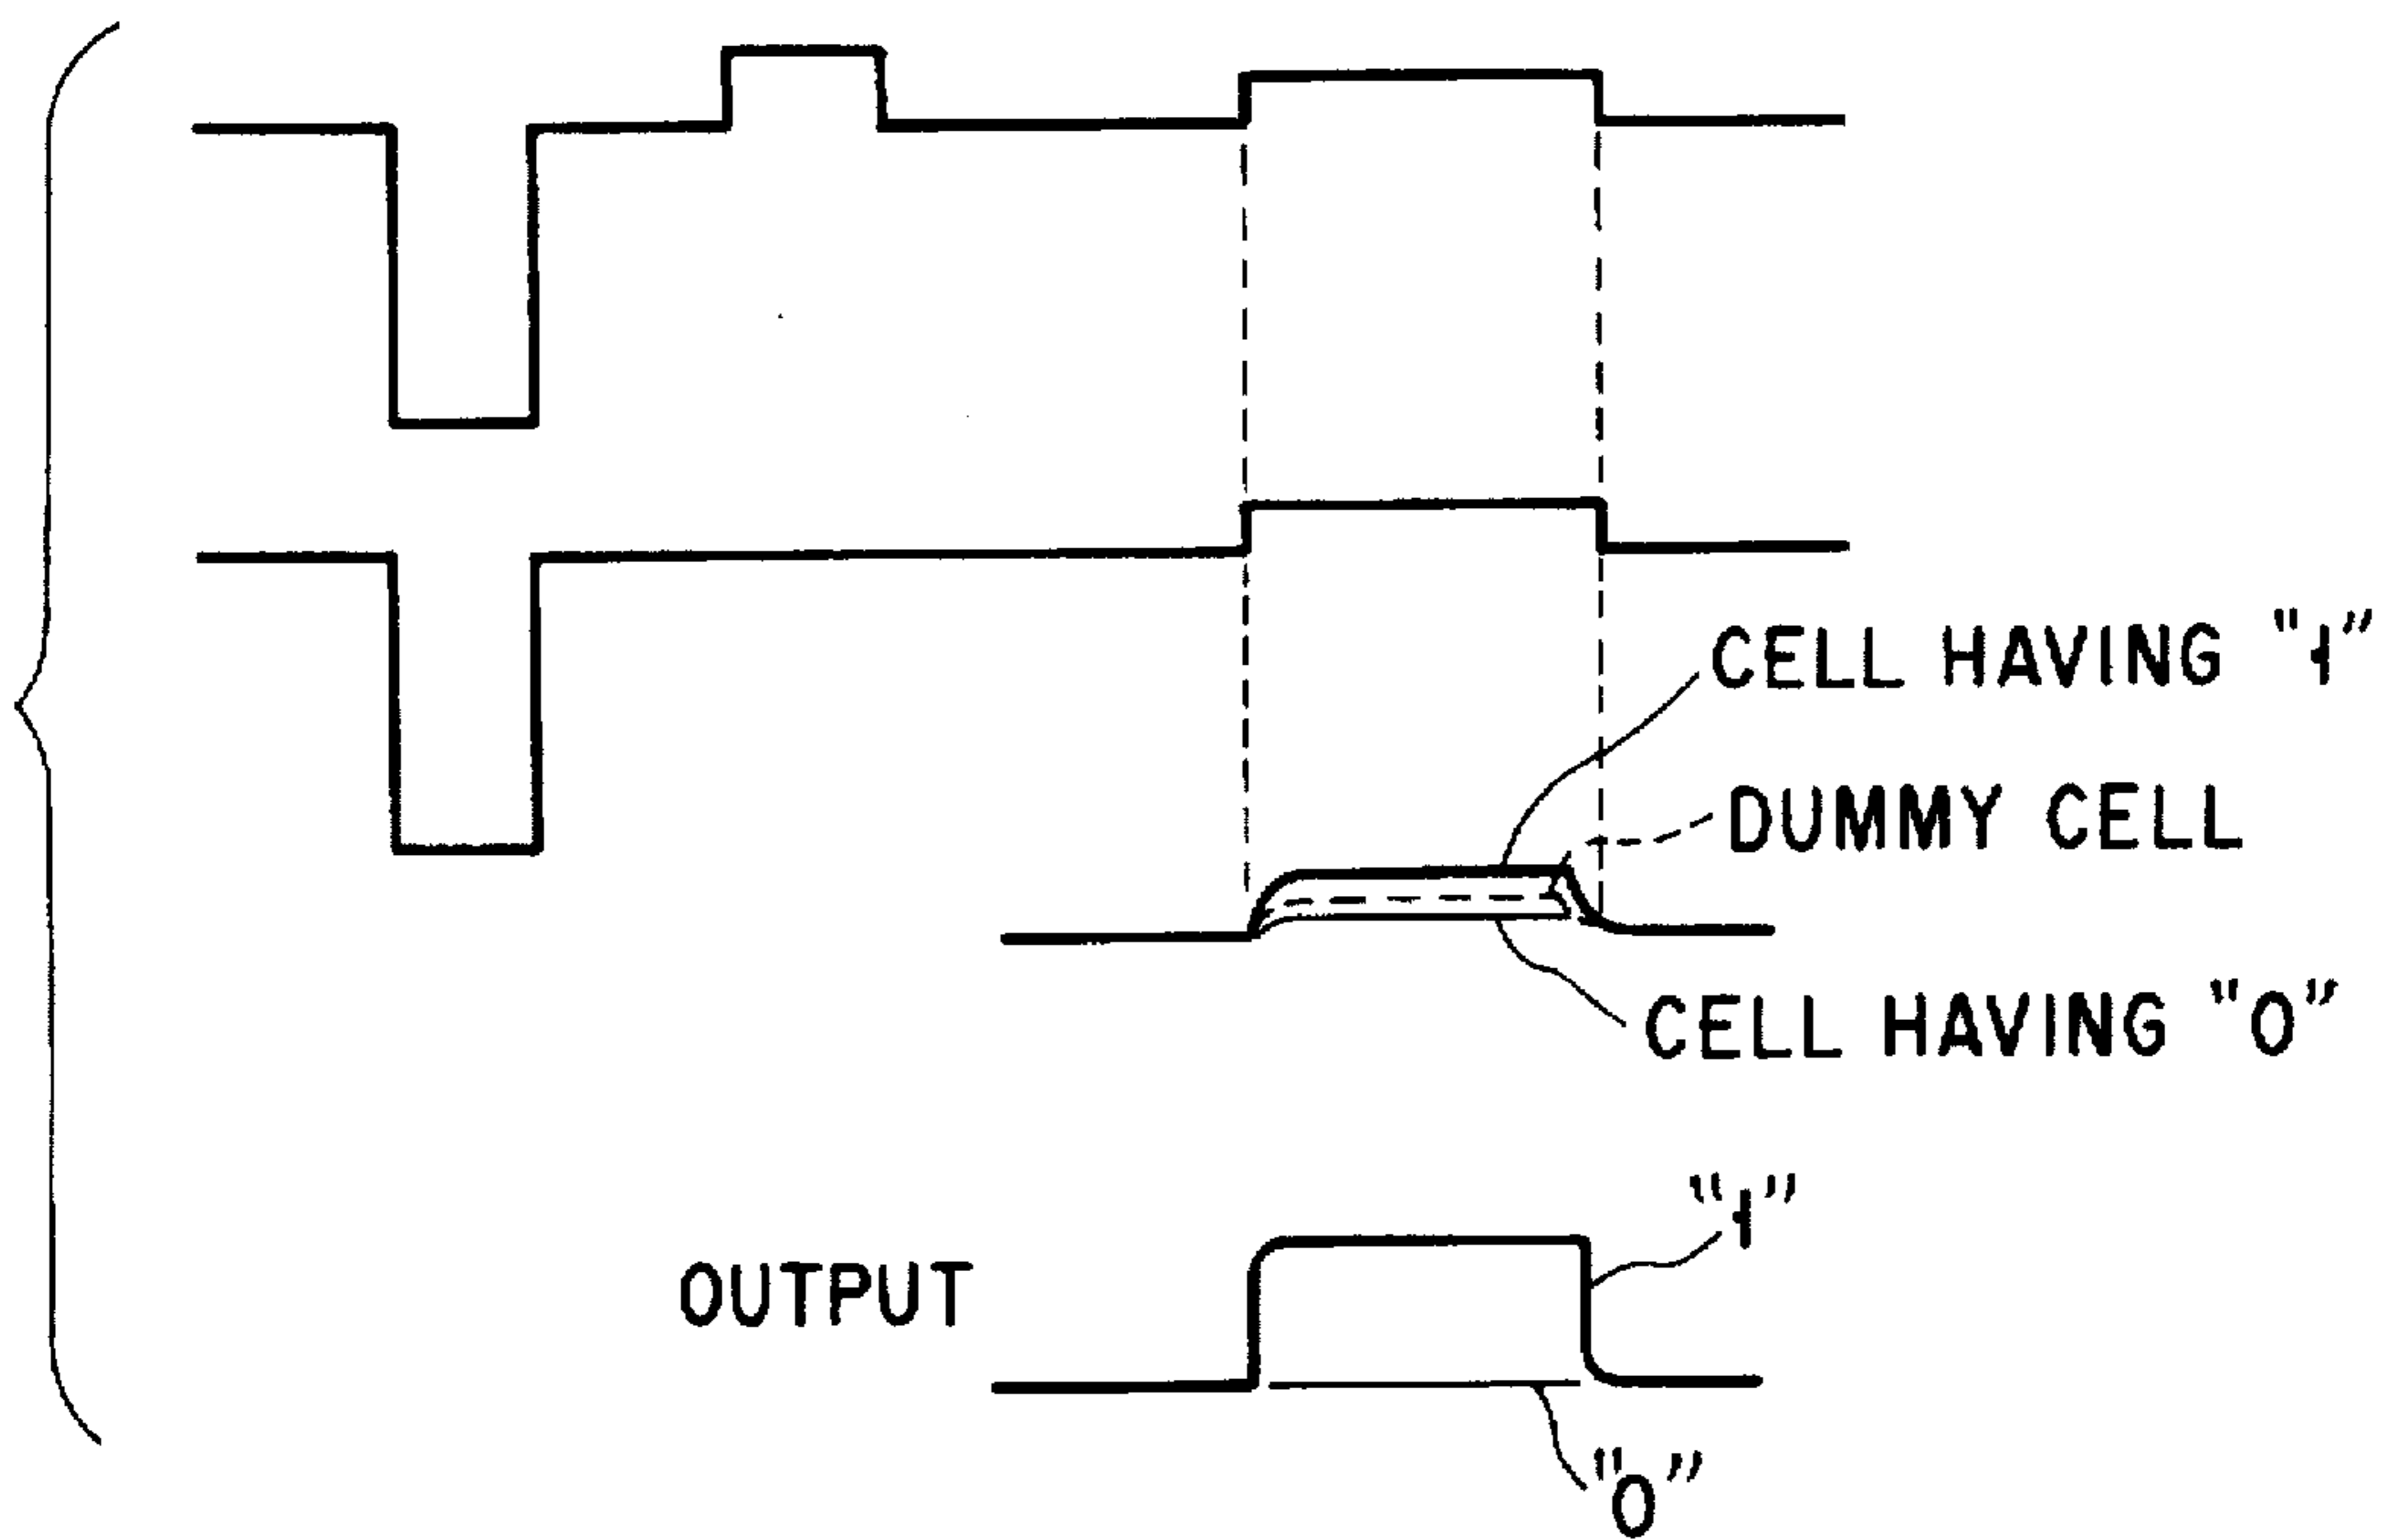 CELL HAVING "1"
DUMMY CELL
CELL HAVING "0"
"1"
OUTPUT
"0"